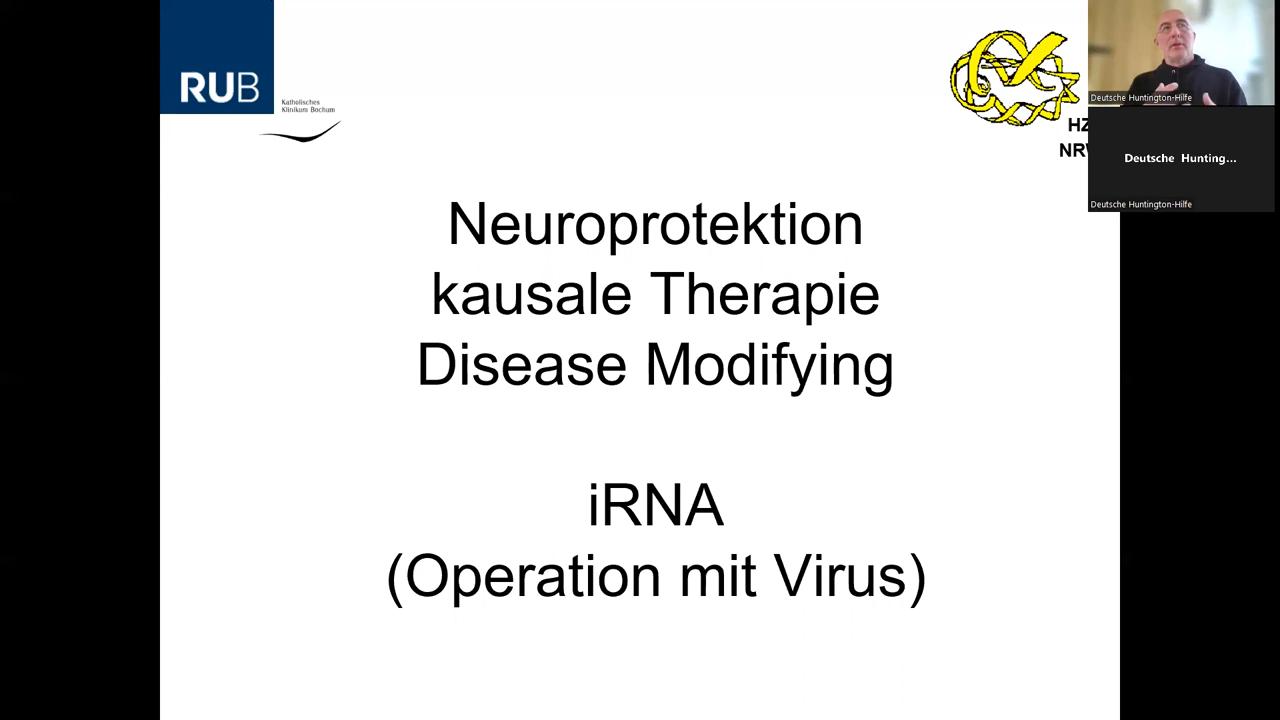 RUB
Katholisches
Klinikum Bochum
HZ
NRW
Deutsche Huntington-Hilfe
Deutsche Hunting...
Deutsche Huntington-Hilfe
Neuroprotektion
kausale Therapie
Disease Modifying
iRNA
(Operation mit Virus)